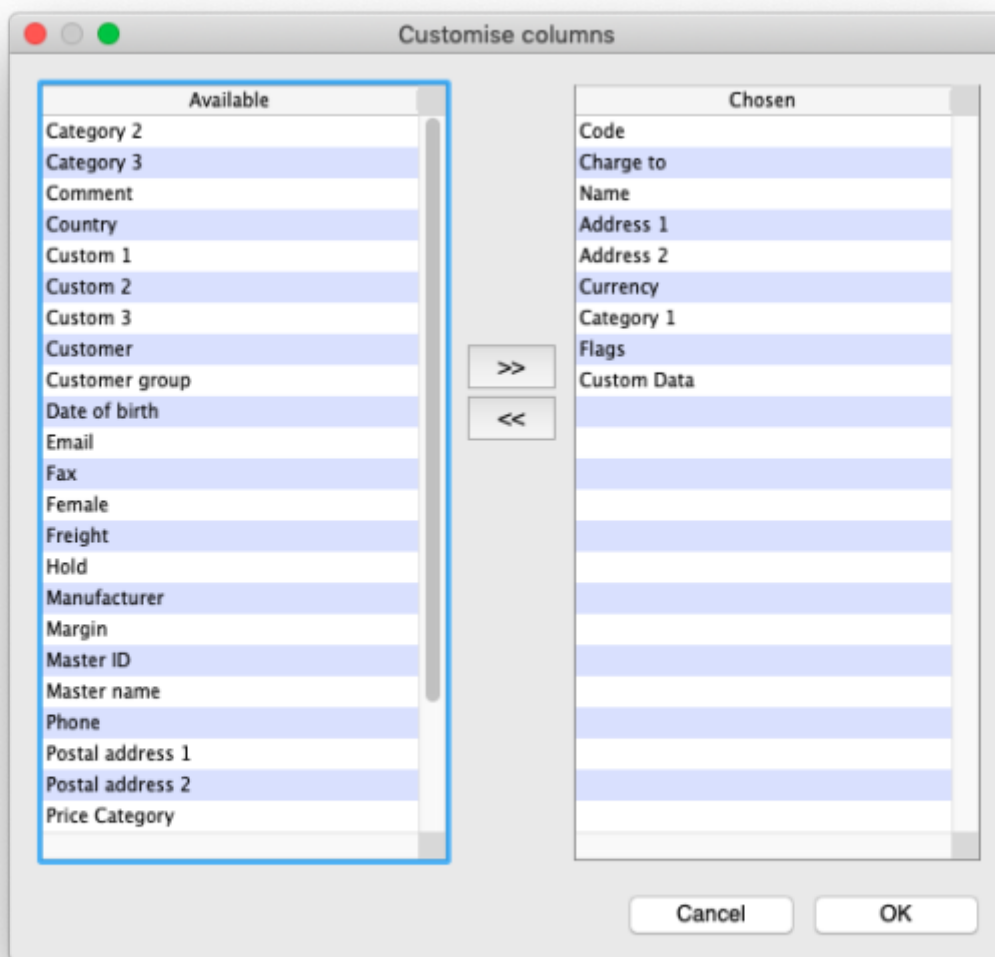 Customise columns
Available
Category 2
Category 3
Comment
Country
Custom 1
Custom 2
Custom 3
Customer
Customer group
Date of birth
Email
Fax
Female
Freight
Hold
Manufacturer
Margin
Master ID
Master name
Phone
Postal address 1
Postal address 2
Price Category
>>
<<
Chosen
Code
Charge to
Name
Address 1
Address 2
Currency
Category 1
Flags
Custom Data
Cancel
OK